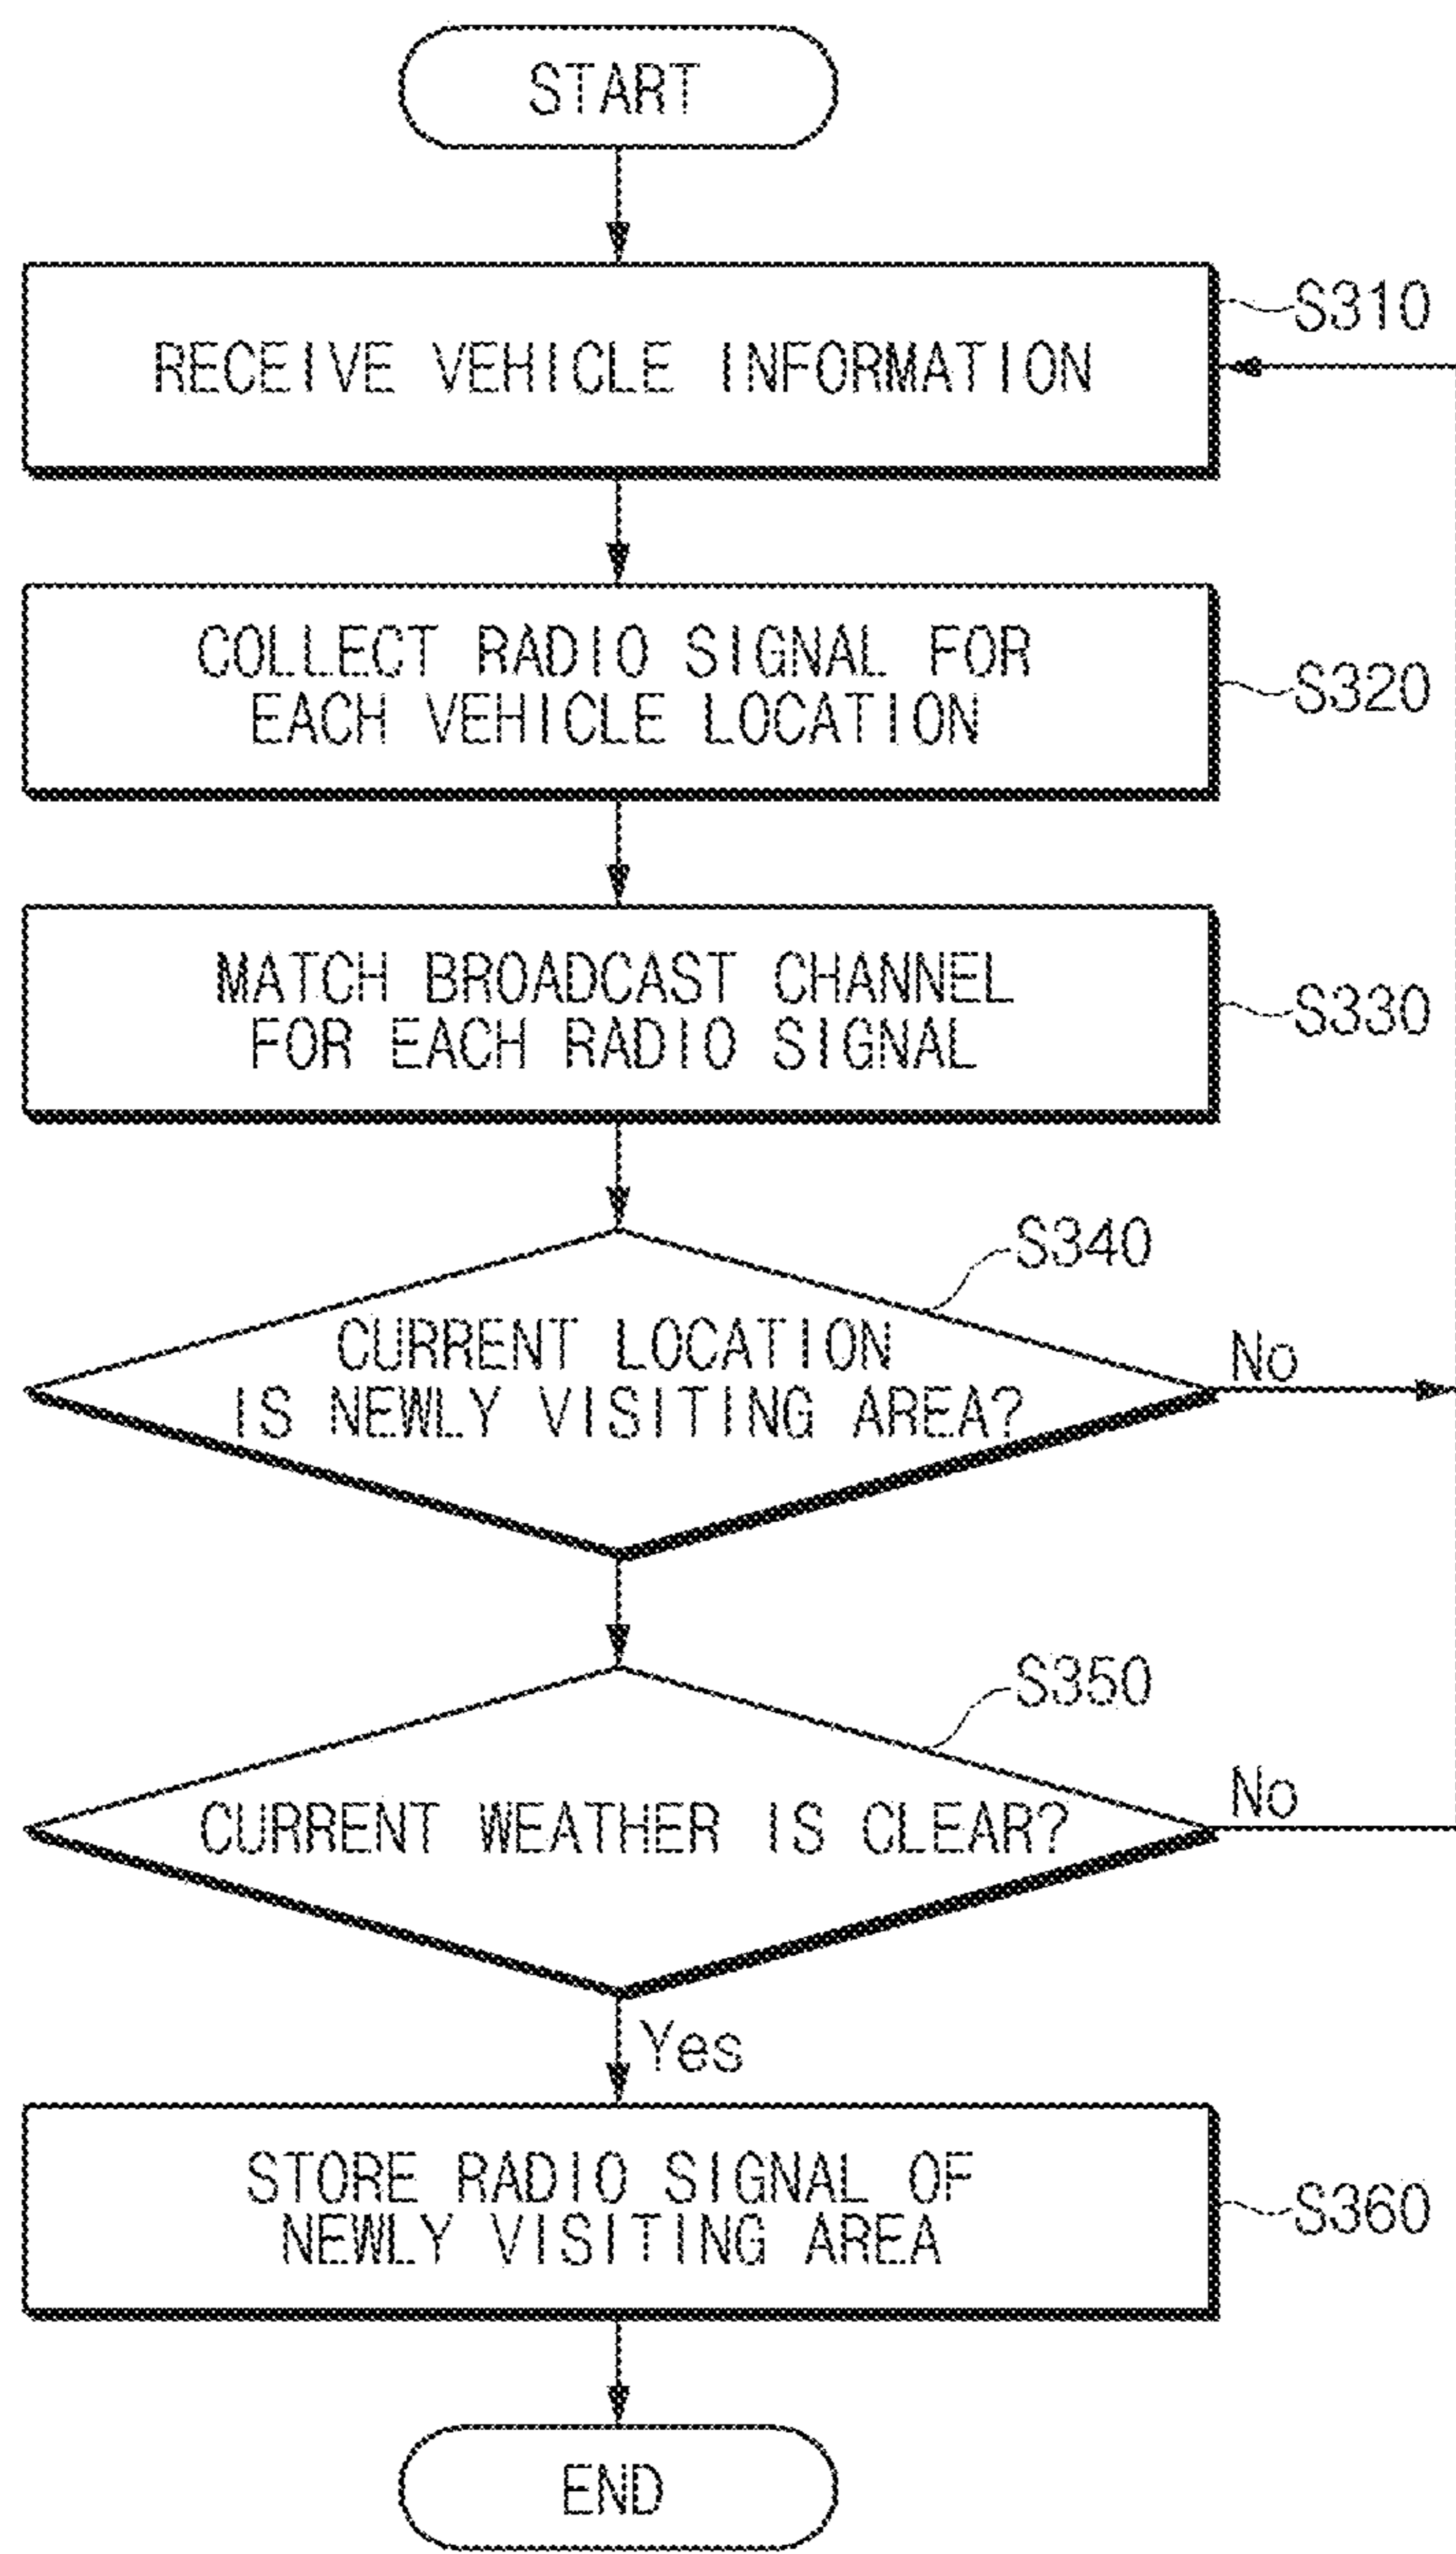 START
RECEIVE VEHICLE INFORMATION
S310
COLLECT RADIO SIGNAL FOR
EACH VEHICLE LOCATION
S320
MATCH BROADCAST CHANNEL
FOR EACH RADIO SIGNAL
S330
S340
CURRENT LOCATION
IS NEWLY VISITING AREA?
No
S350
CURRENT WEATHER IS CLEAR?
No
Yes
STORE RADIO SIGNAL OF
NEWLY VISITING AREA
S360
END